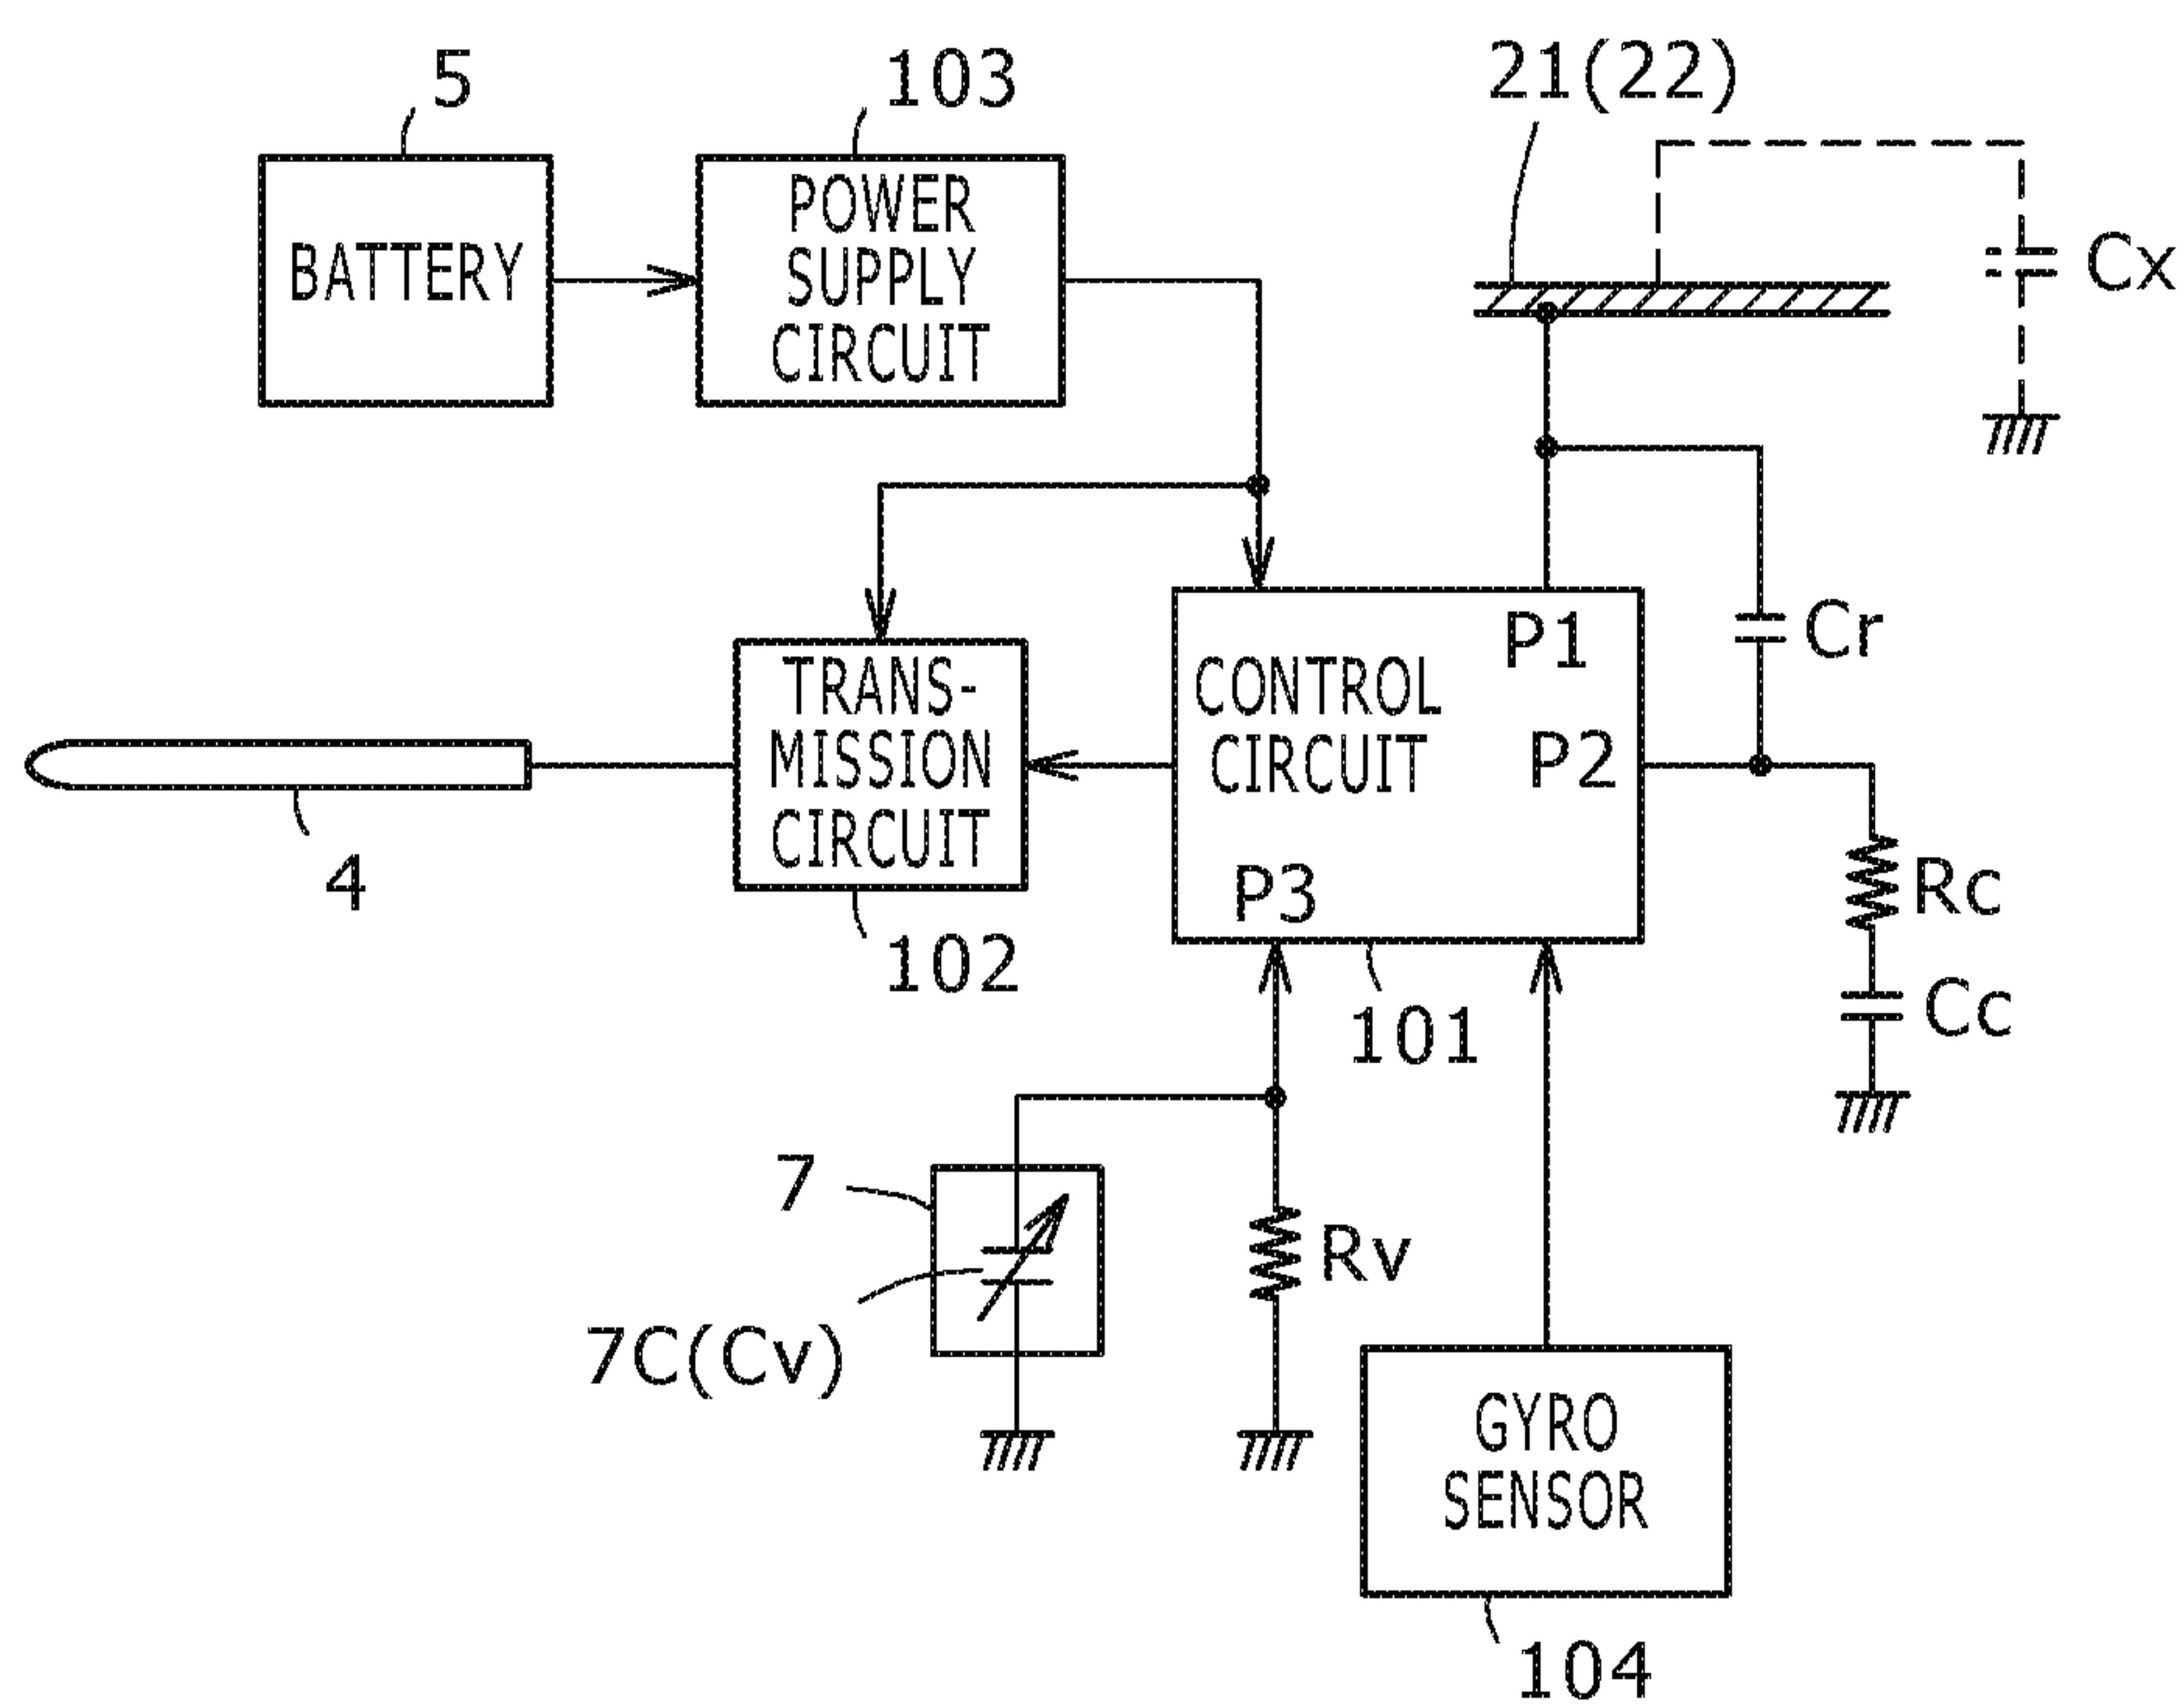 5
103
21(22)
BATTERY
POWER
SUPPLY
CIRCUIT
Cx
P1
Cr
TRANS-
MISSION
CIRCUIT
CONTROL
CIRCUIT
P2
4
P3
Rc
102
101
Cc
7
Rv
7C(Cv)
GYRO
SENSOR
104